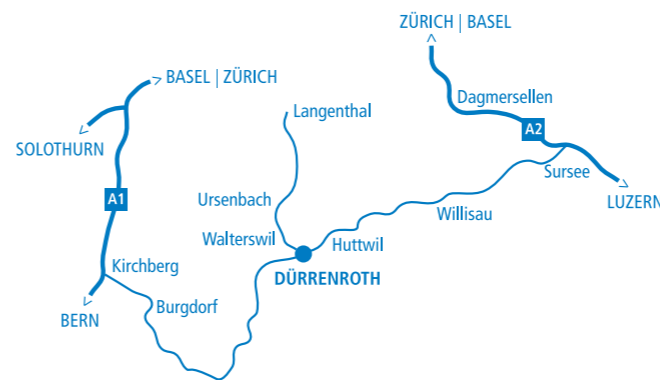 ZÜRICH | BASEL
BASEL | ZÜRICH
Dagmersellen
Langenthal
A2
SOLOTHURN
Sursee
A1
Ursenbach
LUZERN
Willisau
Walterswil
Huttwil
Kirchberg
DÜRRENROTH
Burgdorf
BERN